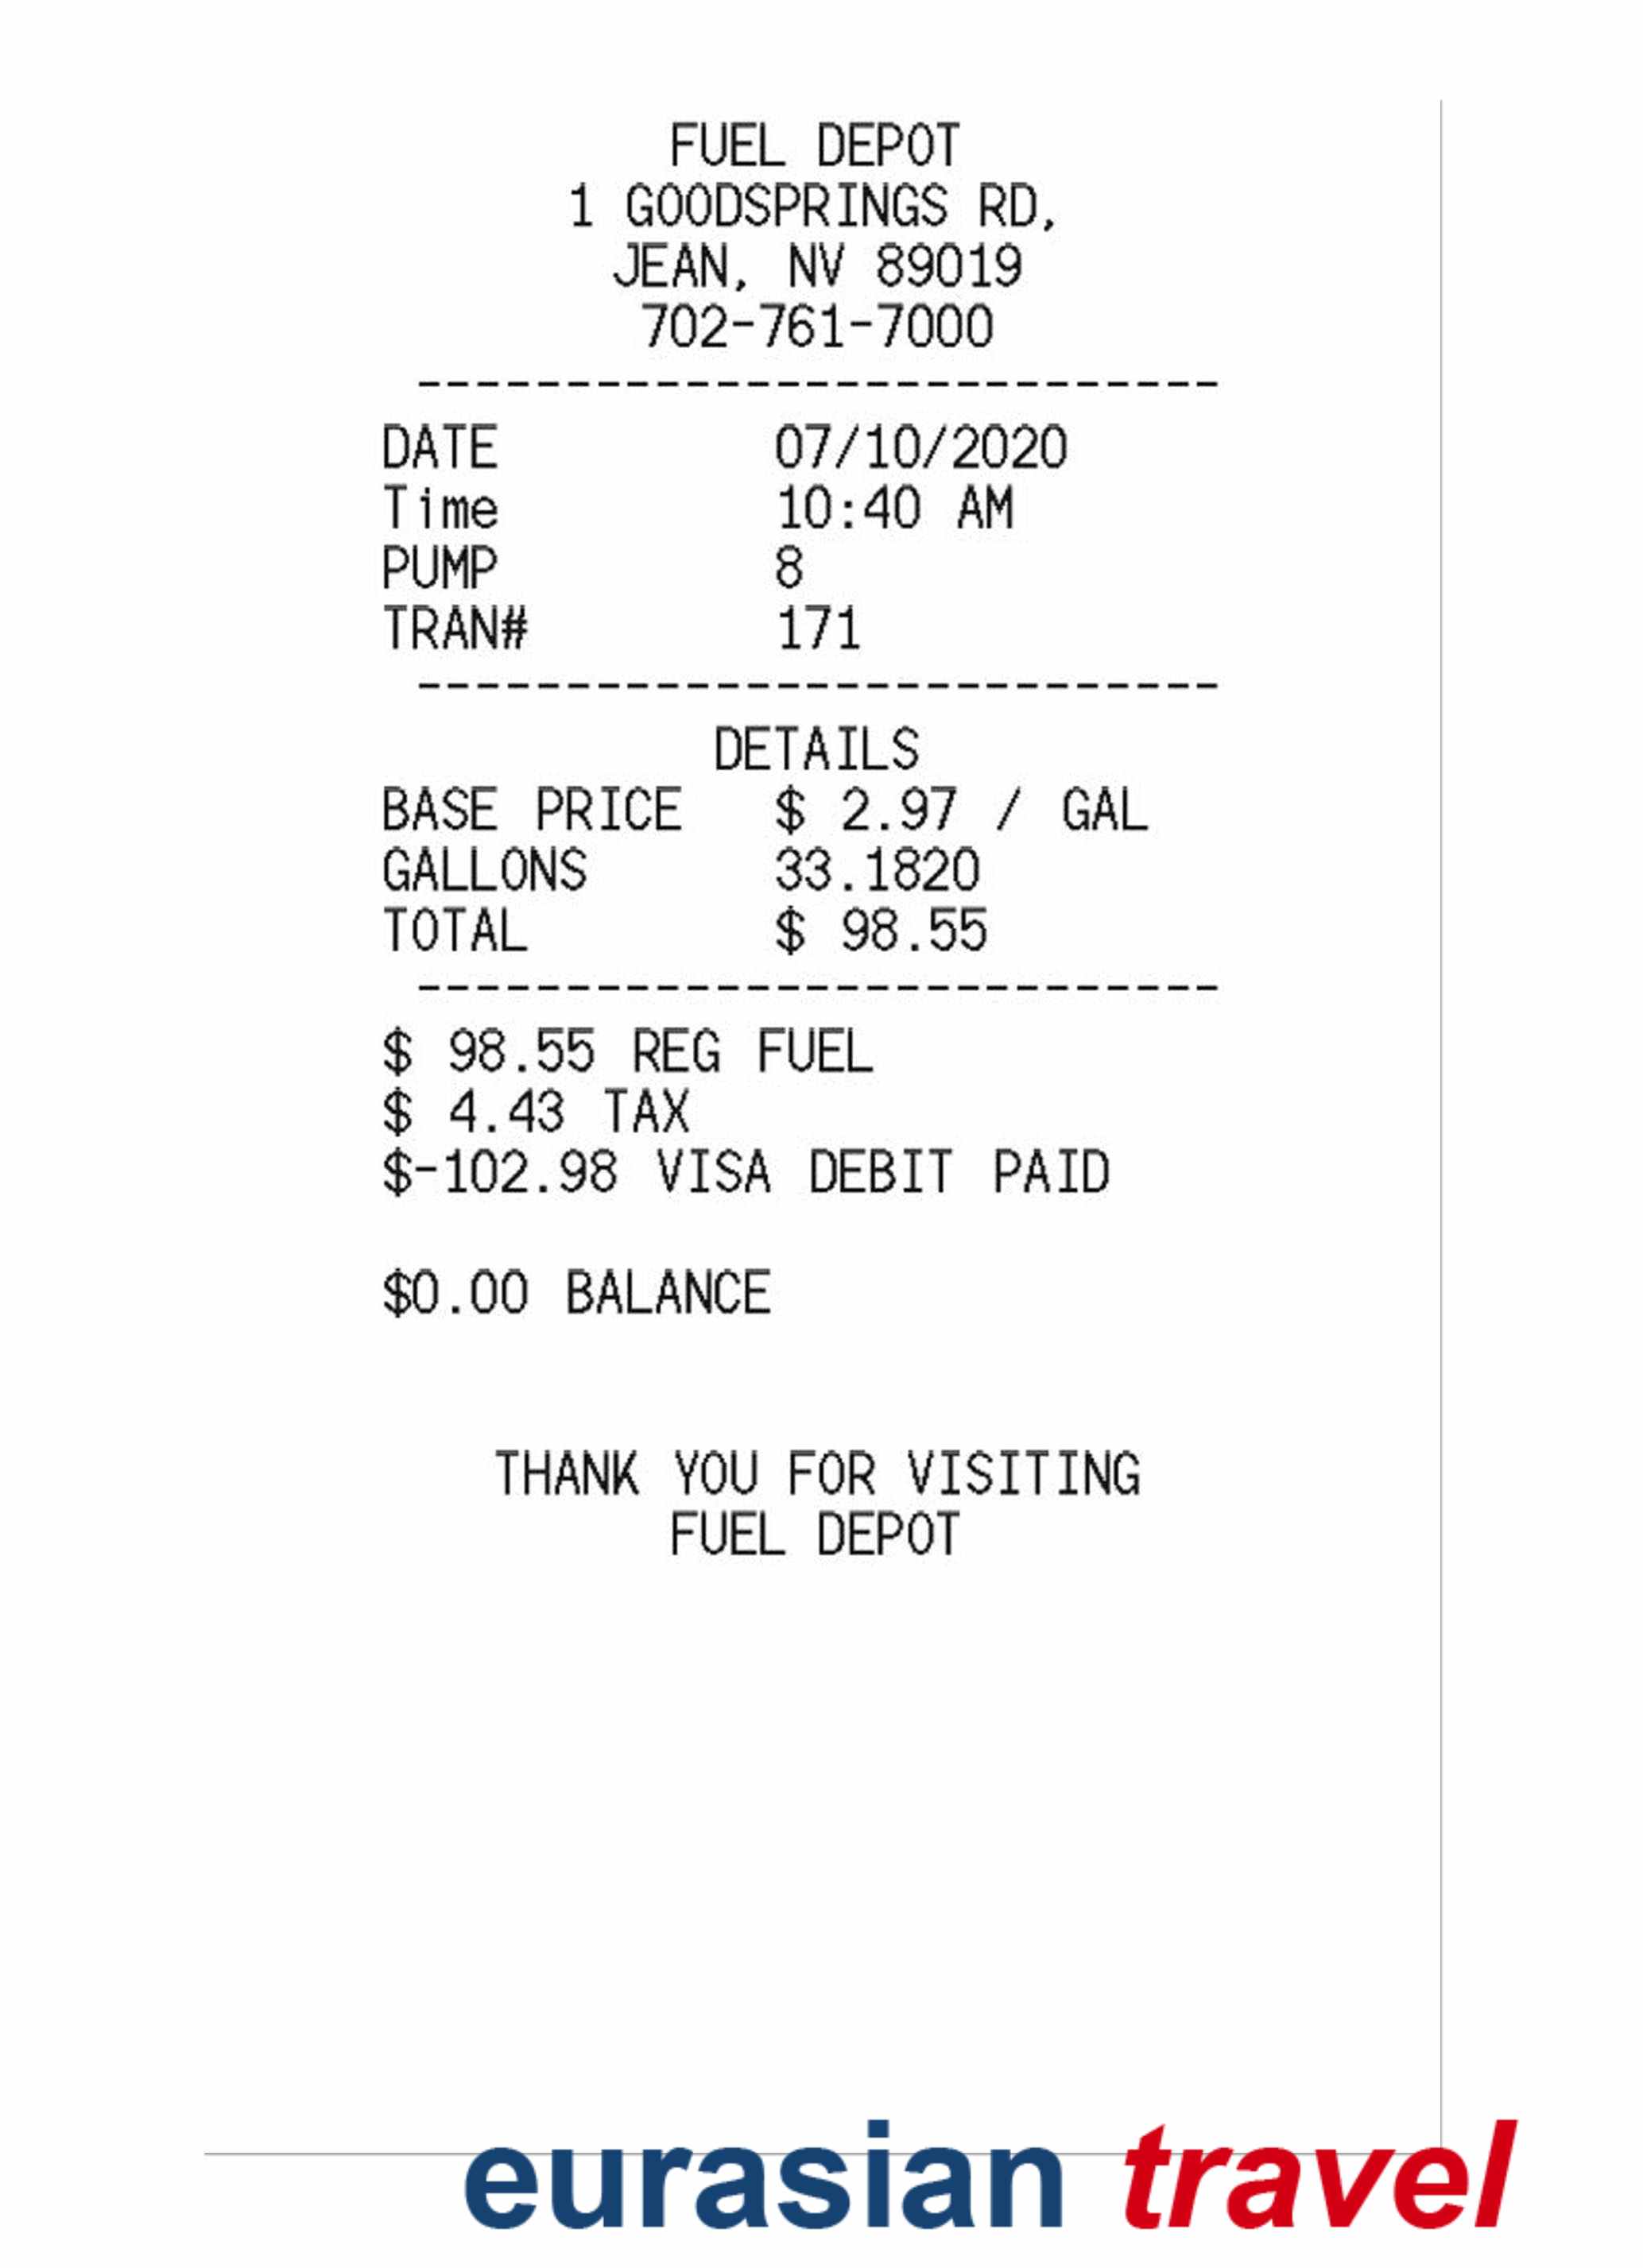 FUEL DEPOT
1 GOODSPRINGS RD,
JEAN, NV 89019
702-761-7000
---------------------------
DATE 07/10/2020
Time 10:40 AM
PUMP 8
TRAN# 171
---------------------------
DETAILS
BASE PRICE $ 2.97 / GAL
GALLONS 33.1820
TOTAL $ 98.55
---------------------------
$ 98.55 REG FUEL
$ 4.43 TAX
$-102.98 VISA DEBIT PAID
$0.00 BALANCE
THANK YOU FOR VISITING
FUEL DEPOT
eurasian travel